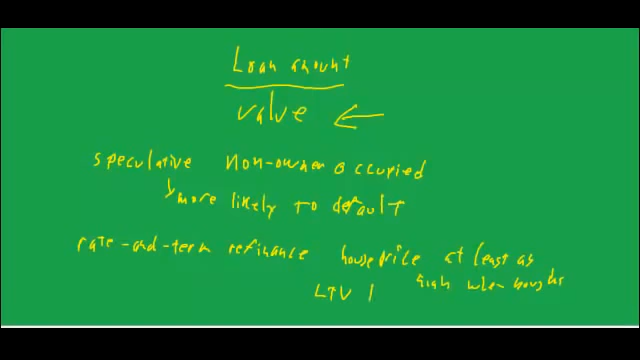 Loan amount
value
speculative non-owner occupied
more likely to default
rate-and-term refinance house price at least as
high when bought
LTV